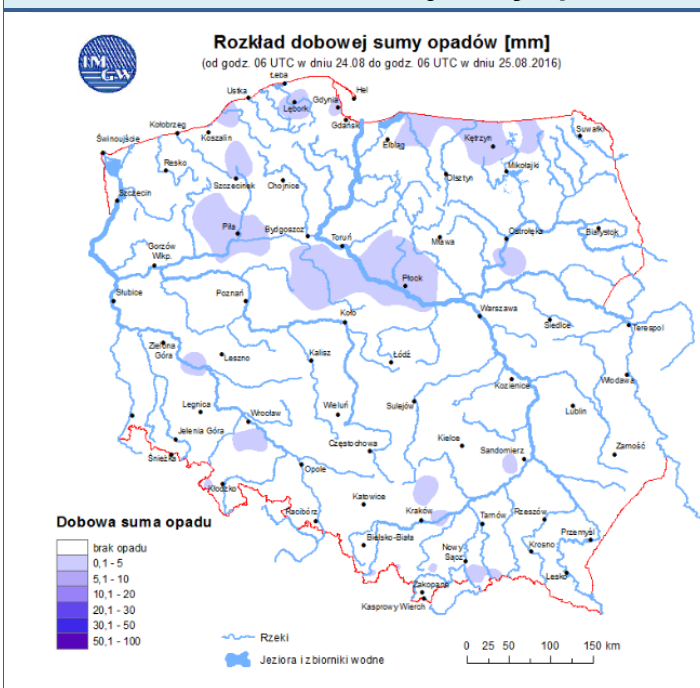 IM
GW
Rozkład dobowej sumy opadów [mm]
(od godz. 06 UTC w dniu 24.08 do godz. 06 UTC w dniu 25.08.2016)
Łeba
Hel
Ustka
Lębork
Gdynia
Gdańsk
Kołobrzeg
Koszalin
Elbląg
Kętrzyn
Suwałki
Świnoujście
Resko
Szczecinek
Chojnice
Olsztyn
Mikołajki
Szczecin
Piła
Bydgoszcz
Toruń
Mława
Ostrołęka
Białystok
Gorzów
Wlkp.
Płock
Słubice
Poznań
Koło
Warszawa
Siedlce
Terespol
Zielona
Góra
Leszno
Kalisz
Łódź
Kozienice
Włodawa
Legnica
Wrocław
Wieluń
Sulejów
Lublin
Jelenia Góra
Częstochowa
Kielce
Sandomierz
Zamość
Śnieżka
Opole
Kłodzko
Katowice
Racibórz
Kraków
Tarnów
Rzeszów
Przemyśl
Bielsko-Biała
Nowy
Sącz
Krosno
Lesko
Zakopane
Kasprowy Wierch
Dobowa suma opadu
brak opadu
0,1 - 5
5,1 - 10
10,1 - 20
20,1 - 30
30,1 - 50
50,1 - 100
Rzeki
Jeziora i zbiorniki wodne
0 25 50 100 150 km